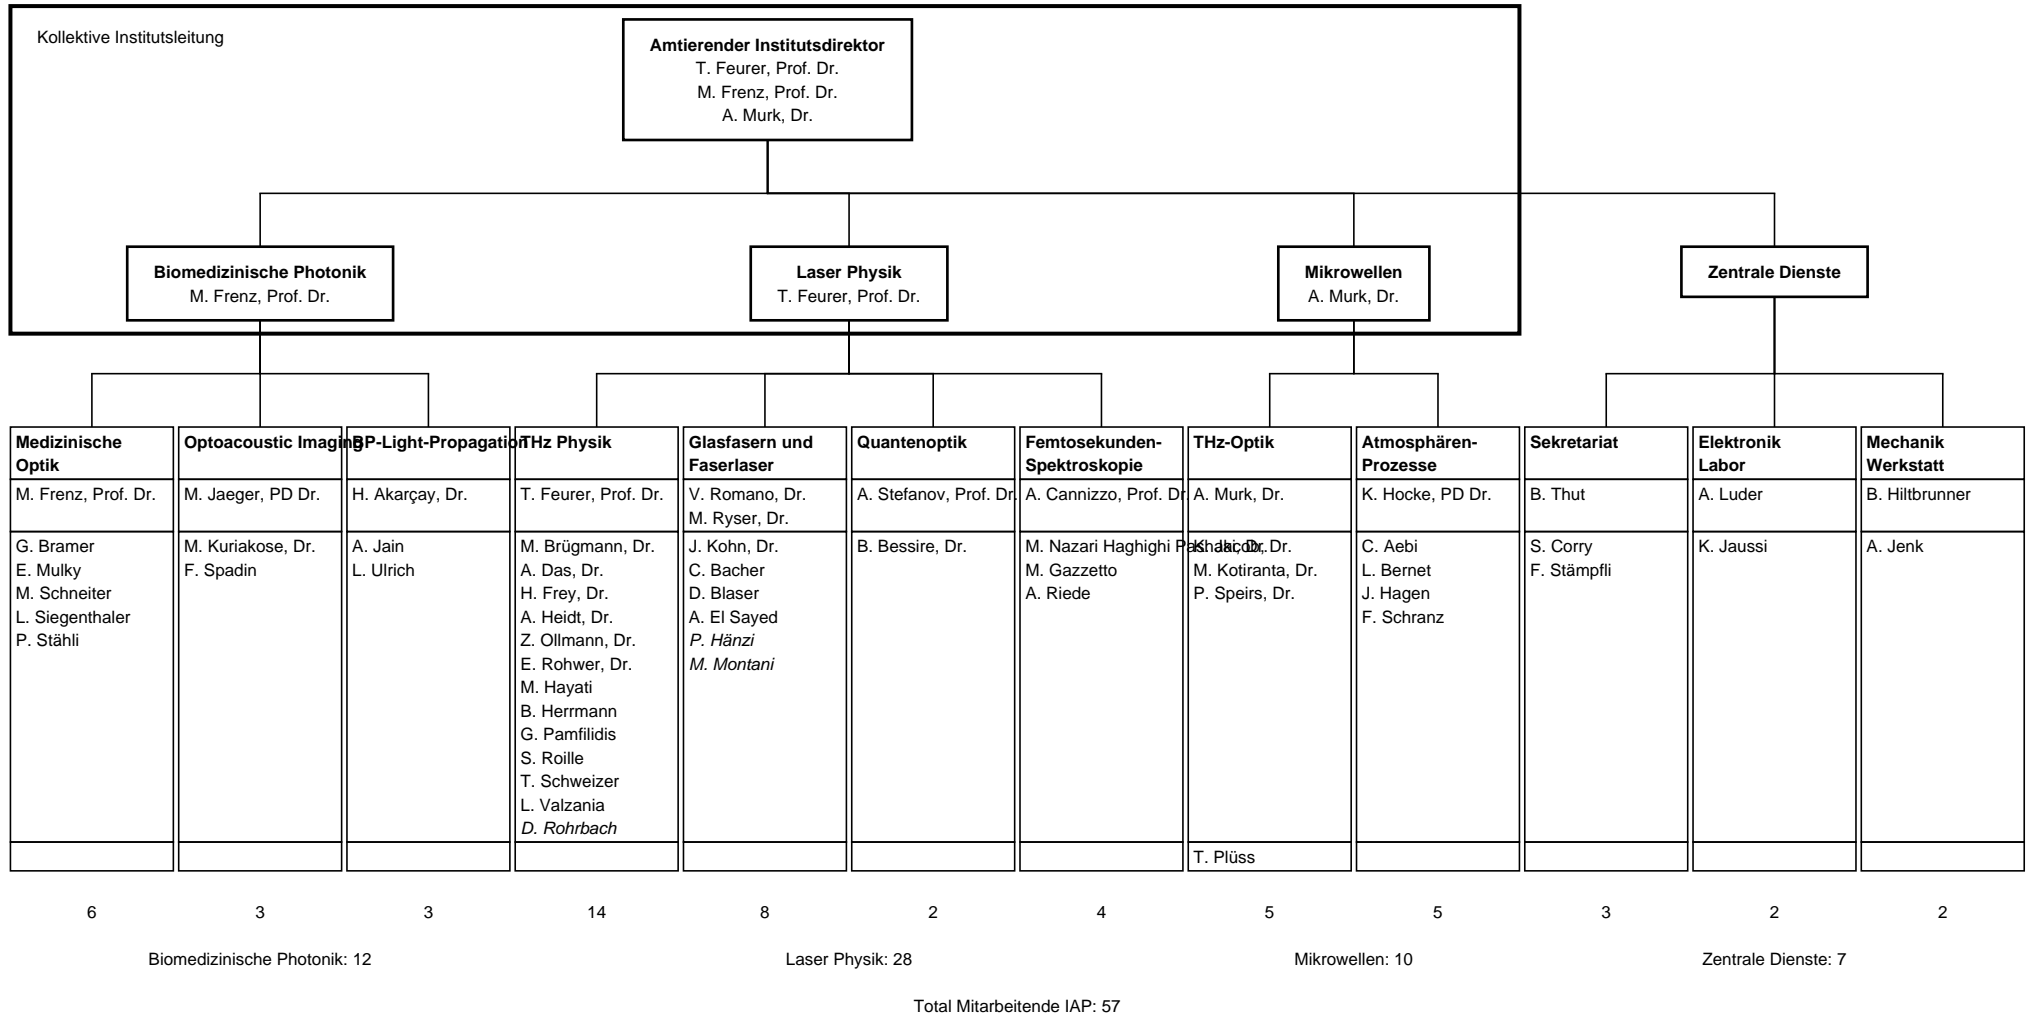 Kollektive Institutsleitung
Amtierender Institutsdirektor
T. Feurer, Prof. Dr.
M. Frenz, Prof. Dr.
A. Murk, Dr.
Biomedizinische Photonik
M. Frenz, Prof. Dr.
Laser Physik
T. Feurer, Prof. Dr.
Mikrowellen
A. Murk, Dr.
Zentrale Dienste
Medizinische
Optik
M. Frenz, Prof. Dr.
G. Bramer
E. Mulky
M. Schneiter
L. Siegenthaler
P. Stähli
Optoacoustic Imaging
M. Jaeger, PD Dr.
M. Kuriakose, Dr.
F. Spadin
BP-Light-Propagation
H. Akarçay, Dr.
A. Jain
L. Ulrich
THz Physik
T. Feurer, Prof. Dr.
M. Brügmann, Dr.
A. Das, Dr.
H. Frey, Dr.
A. Heidt, Dr.
Z. Ollmann, Dr.
E. Rohwer, Dr.
M. Hayati
B. Herrmann
G. Pamfilidis
S. Roille
T. Schweizer
L. Valzania
D. Rohrbach
Glasfasern und
Faserlaser
V. Romano, Dr.
M. Ryser, Dr.
J. Kohn, Dr.
C. Bacher
D. Blaser
A. El Sayed
P. Hänzi
M. Montani
Quantenoptik
A. Stefanov, Prof. Dr.
B. Bessire, Dr.
Femtosekunden-
Spektroskopie
A. Cannizzo, Prof. Dr.
M. Nazari Haghighi Pashaki, Dr.
M. Gazzetto
A. Riede
THz-Optik
A. Murk, Dr.
K. Jacob, Dr.
M. Kotiranta, Dr.
P. Speirs, Dr.
T. Plüss
Atmosphären-
Prozesse
K. Hocke, PD Dr.
C. Aebi
L. Bernet
J. Hagen
F. Schranz
Sekretariat
B. Thut
S. Corry
F. Stämpfli
Elektronik
Labor
A. Luder
K. Jaussi
Mechanik
Werkstatt
B. Hiltbrunner
A. Jenk
6 3 3 14 8 2 4 5 5 3 2 2
Biomedizinische Photonik: 12
Laser Physik: 28
Mikrowellen: 10
Zentrale Dienste: 7
Total Mitarbeitende IAP: 57